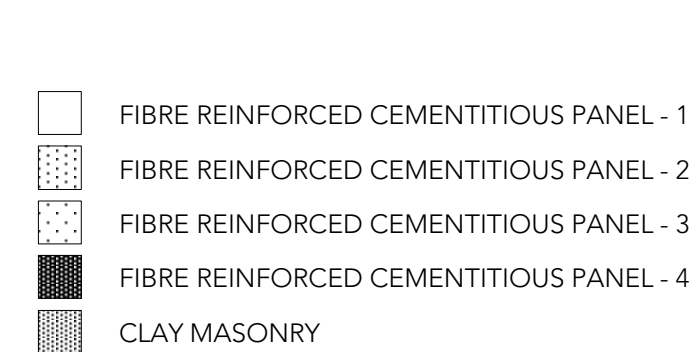 FIBRE REINFORCED CEMENTITIOUS PANEL - 1
FIBRE REINFORCED CEMENTITIOUS PANEL - 2
FIBRE REINFORCED CEMENTITIOUS PANEL - 3
FIBRE REINFORCED CEMENTITIOUS PANEL - 4
CLAY MASONRY